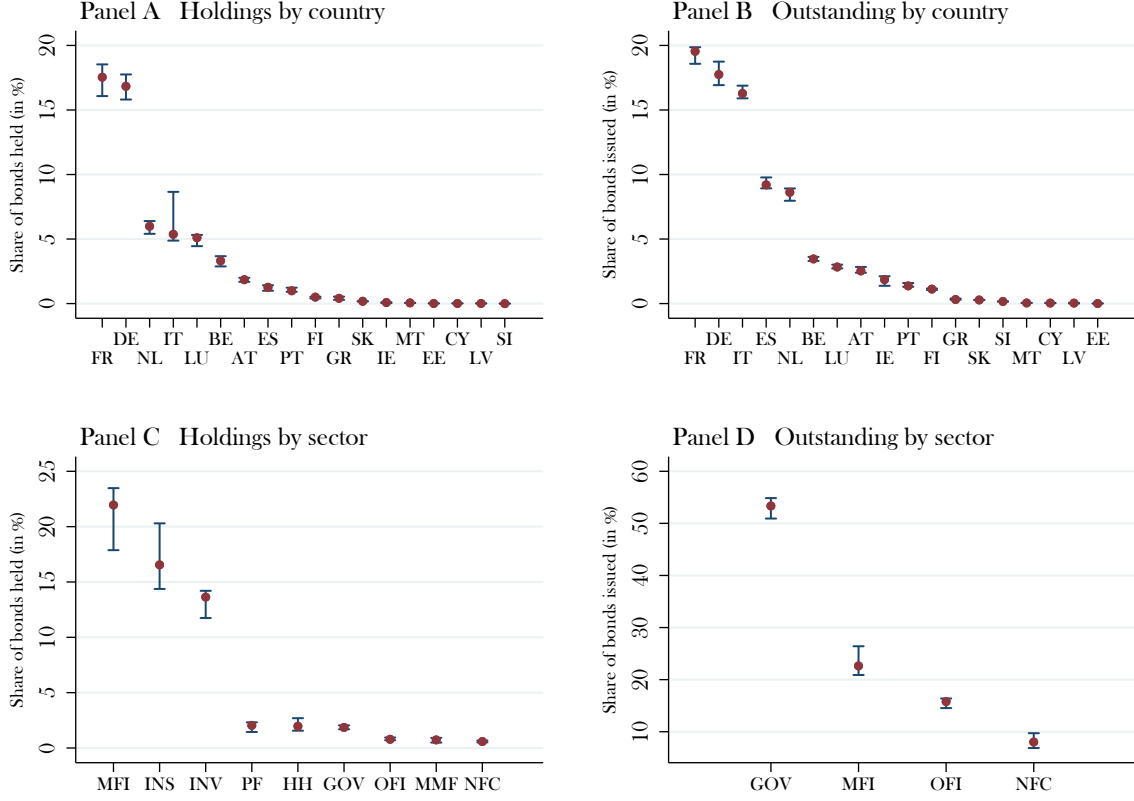 Panel A Holdings by country
Share of bonds held (in %)
20
15
10
5
0
DE IT BE ES FI SK MT CY SI
FR NL LU AT PT GR IE EE LV
Panel B Outstanding by country
Share of bonds issued (in %)
20
15
10
5
0
DE ES BE AT PT GR SI CY EE
FR IT NL LU IE FI SK MT LV
Panel C Holdings by sector
Share of bonds held (in %)
25
20
15
10
5
0
MFI INS INV PF HH GOV OFI MMF NFC
Panel D Outstanding by sector
Share of bonds issued (in %)
60
50
40
30
20
10
GOV MFI OFI NFC